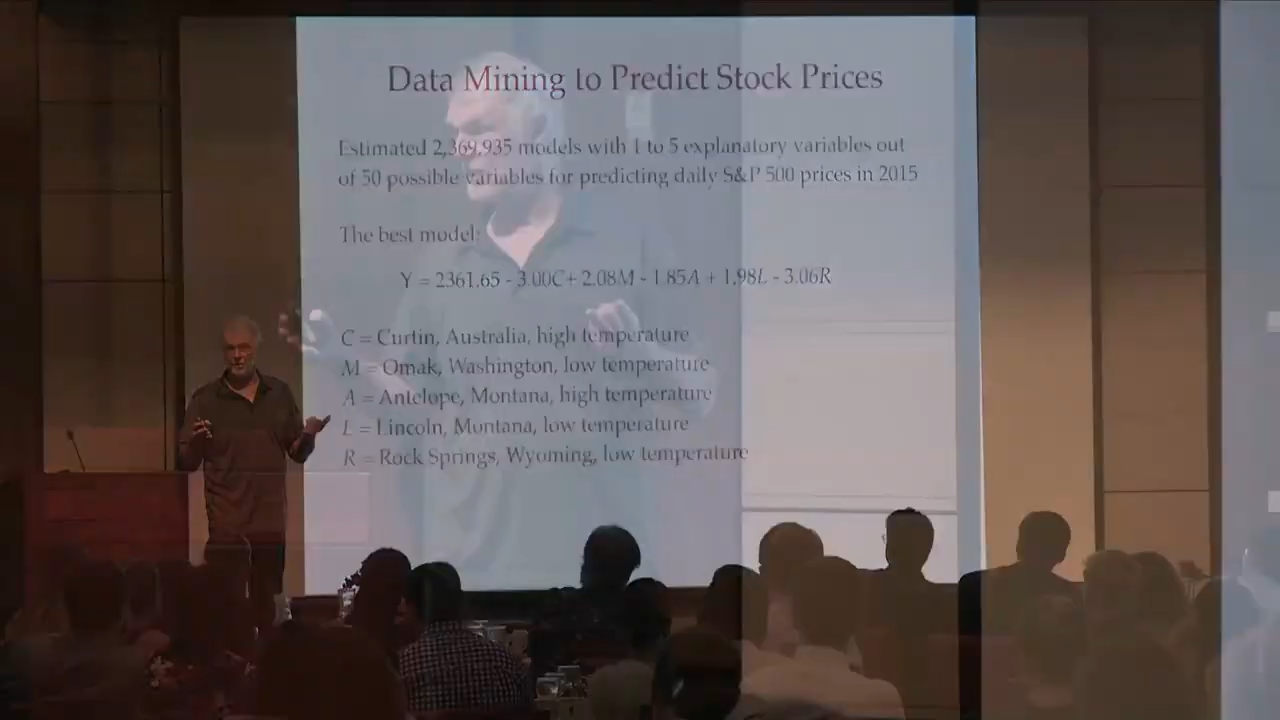 Data Mining to Predict Stock Prices
Estimated 2,369,935 models with 1 to 5 explanatory variables out
of 50 possible variables for predicting daily S&P 500 prices in 2015
The best model:
Y = 2361.65 - 3.00C+ 2.08M - 1.85A + 1.98L - 3.06R
C = Curtin, Australia, high temperature
M = Omak, Washington, low temperature
A = Antelope, Montana, high temperature
L = Lincoln, Montana, low temperature
R = Rock Springs, Wyoming, low temperature